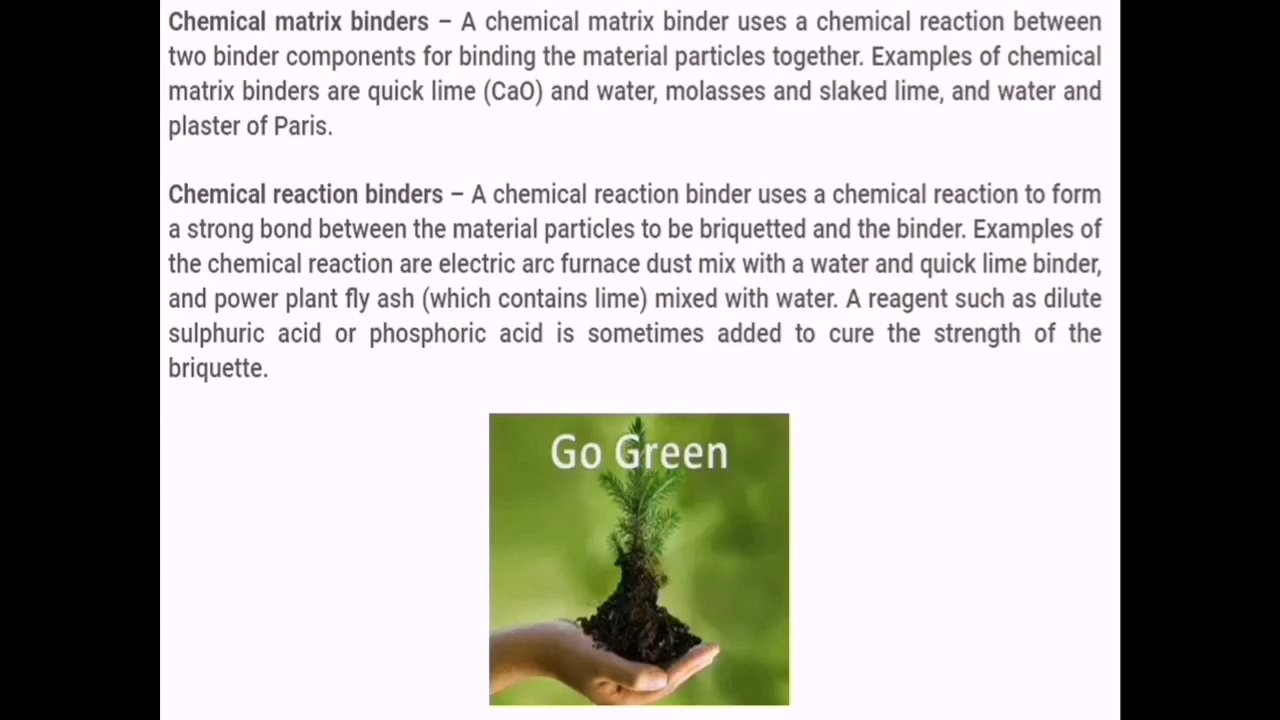 Chemical matrix binders – A chemical matrix binder uses a chemical reaction between
two binder components for binding the material particles together. Examples of chemical
matrix binders are quick lime (CaO) and water, molasses and slaked lime, and water and
plaster of Paris.
Chemical reaction binders – A chemical reaction binder uses a chemical reaction to form
a strong bond between the material particles to be briquetted and the binder. Examples of
the chemical reaction are electric arc furnace dust mix with a water and quick lime binder,
and power plant fly ash (which contains lime) mixed with water. A reagent such as dilute
sulphuric acid or phosphoric acid is sometimes added to cure the strength of the
briquette.
Go Green